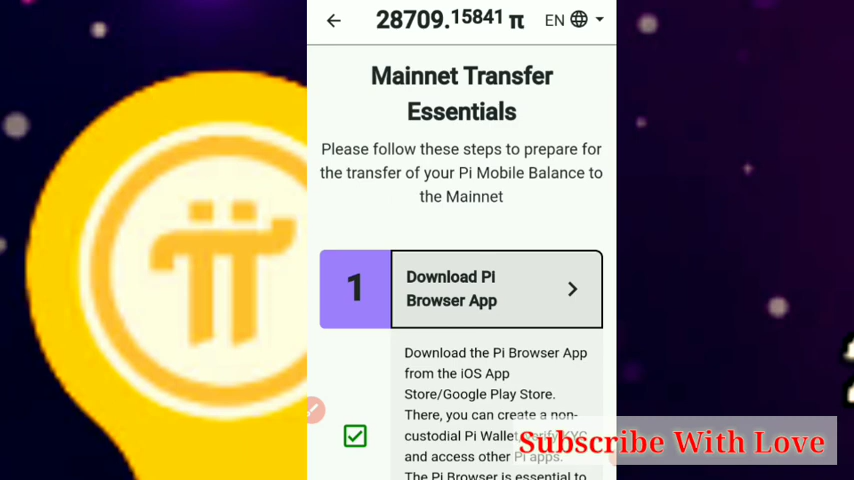 28709.15841 π EN
Mainnet Transfer
Essentials
Please follow these steps to prepare for
the transfer of your Pi Mobile Balance to
the Mainnet
1
Download Pi
Browser App
Download the Pi Browser App
from the iOS App
Store/Google Play Store.
There, you can create a non-
custodial Pi Wallet, verify KYC
and access other Pi apps.
The Pi Browser is essential to
Subscribe With Love